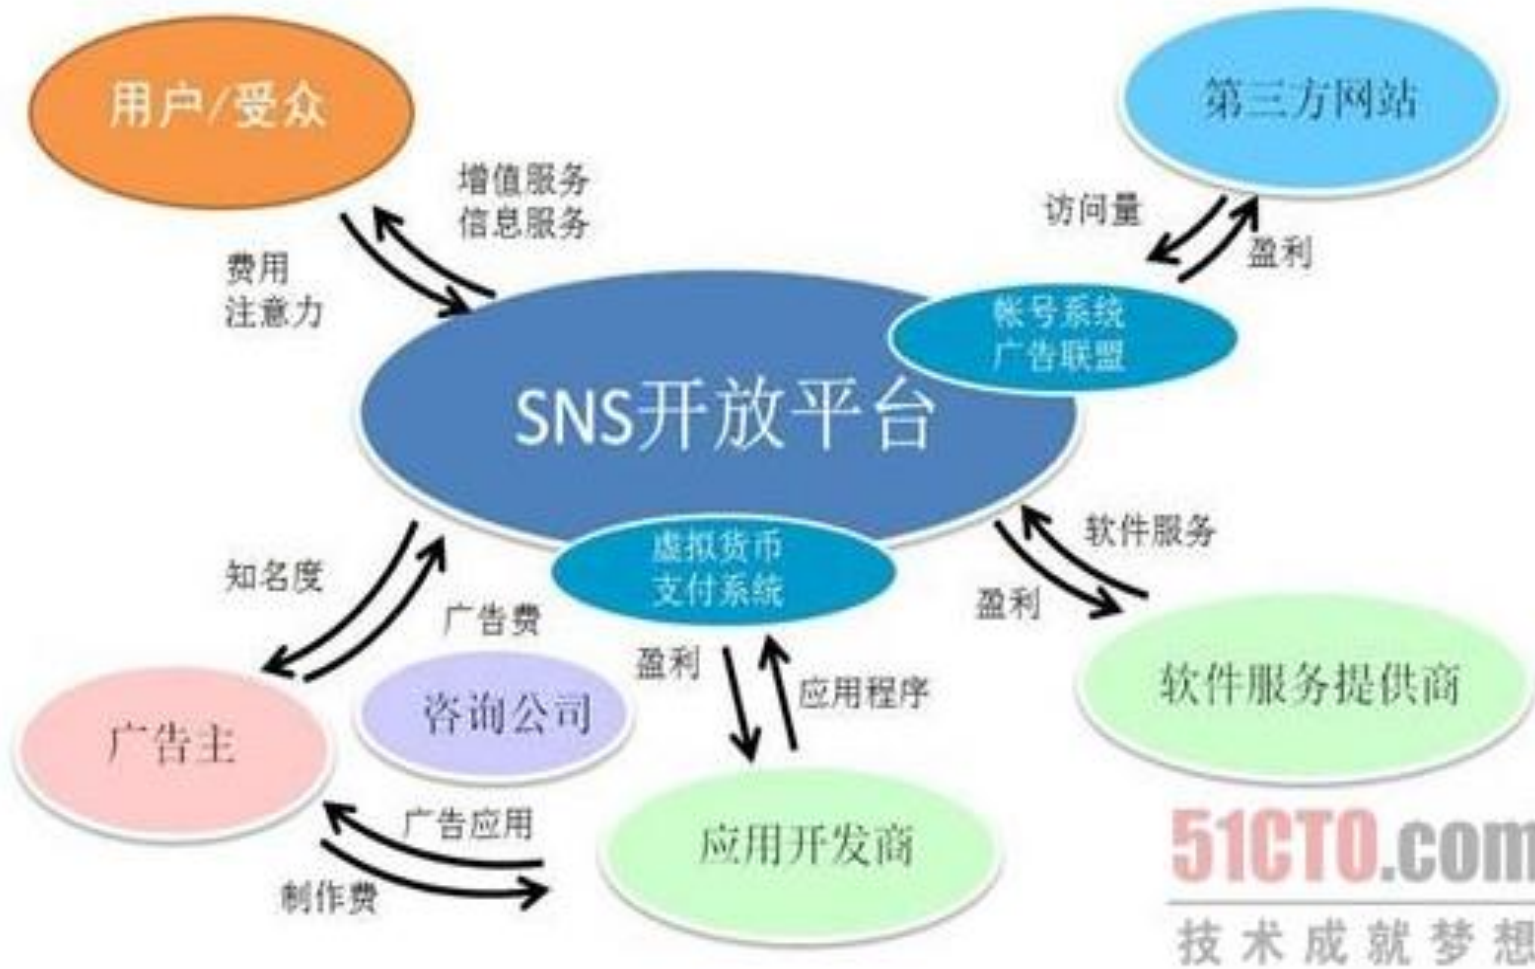 用户/受众
第三方网站
增值服务
信息服务
访问量
盈利
费用
注意力
帐号系统
广告联盟
SNS开放平台
虚拟货币
支付系统
软件服务
盈利
知名度
广告费
盈利
应用程序
软件服务提供商
咨询公司
广告主
广告应用
应用开发商
制作费
51CTO.com
技术成就梦想